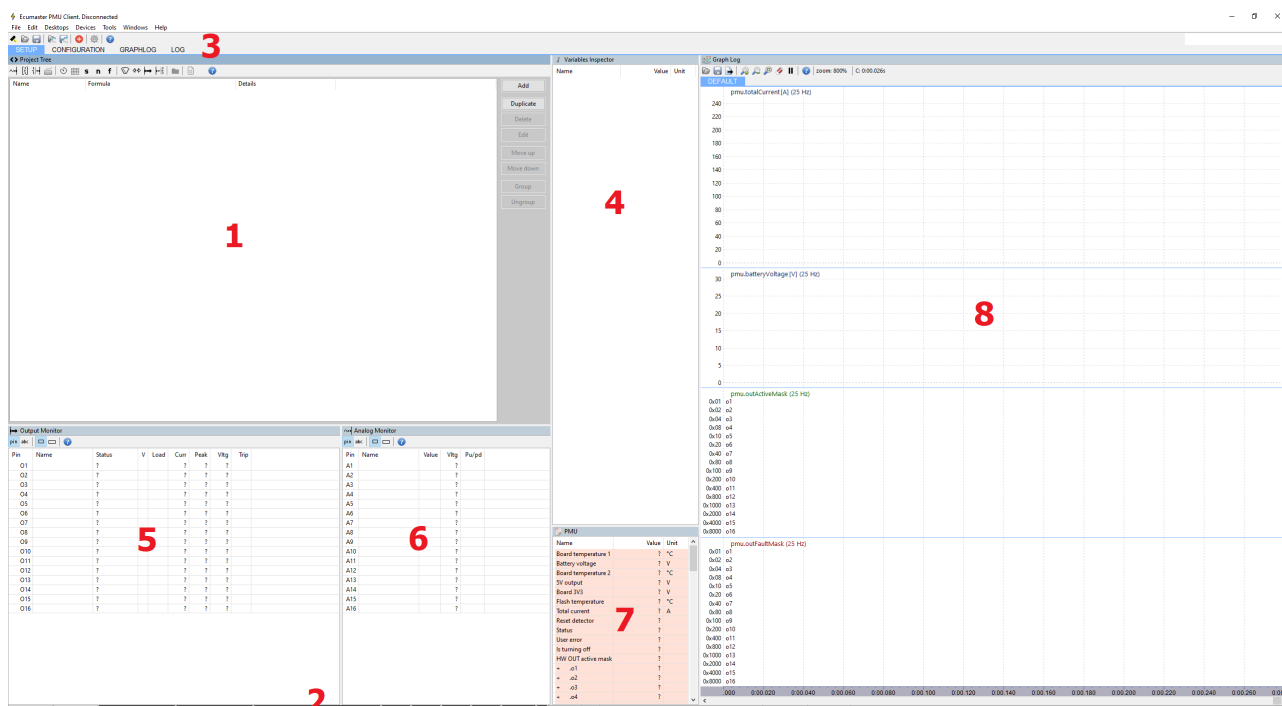 Ecumaster PMU Client, Disconnected
File Edit Desktops Devices Tools Windows Help
SETUP CONFIGURATION GRAPHLOG LOG
3
Project Tree
s n f
Name Formula Details
Add
Duplicate
Delete
Edit
Move up
Move down
Group
Ungroup
1
Variables Inspector
Name Value Unit
4
Output Monitor
pin abc
Pin Name Status V Load Curr Peak Vltg Trip
O1 ? ? ? ?
O2 ? ? ? ?
O3 ? ? ? ?
O4 ? ? ? ?
O5 ? ? ? ?
O6 ? ? ? ?
O7 ? ? ? ?
O8 ? ? ? ?
O9 ? ? ? ?
O10 ? ? ? ?
O11 ? ? ? ?
O12 ? ? ? ?
O13 ? ? ? ?
O14 ? ? ? ?
O15 ? ? ? ?
O16 ? ? ? ?
5
2
Analog Monitor
pin abc
Pin Name Value Vltg Pu/pd
A1 ?
A2 ?
A3 ?
A4 ?
A5 ?
A6 ?
A7 ?
A8 ?
A9 ?
A10 ?
A11 ?
A12 ?
A13 ?
A14 ?
A15 ?
A16 ?
6
PMU
Name Value Unit
Board temperature 1 ? °C
Battery voltage ? V
Board temperature 2 ? °C
5V output ? V
Board 3V3 ? V
Flash temperature ? °C
Total current ? A
Reset detector ?
Status ?
User error ?
Is turning off ?
HW OUT active mask ?
+ .o1 ?
+ .o2 ?
+ .o3 ?
+ .o4 ?
7
Graph Log
zoom: 800% C: 0:00.026s
DEFAULT
pmu.totalCurrent[A] (25 Hz)
240
220
200
180
160
140
120
100
80
60
40
20
0
pmu.batteryVoltage[V] (25 Hz)
30
25
20
15
10
5
0
8
pmu.outActiveMask (25 Hz)
0x01 o1
0x02 o2
0x04 o3
0x08 o4
0x10 o5
0x20 o6
0x40 o7
0x80 o8
0x100 o9
0x200 o10
0x400 o11
0x800 o12
0x1000 o13
0x2000 o14
0x4000 o15
0x8000 o16
pmu.outFaultMask (25 Hz)
0x01 o1
0x02 o2
0x04 o3
0x08 o4
0x10 o5
0x20 o6
0x40 o7
0x80 o8
0x100 o9
0x200 o10
0x400 o11
0x800 o12
0x1000 o13
0x2000 o14
0x4000 o15
0x8000 o16
.000 0:00.020 0:00.040 0:00.060 0:00.080 0:00.100 0:00.120 0:00.140 0:00.160 0:00.180 0:00.200 0:00.220 0:00.240 0:00.260